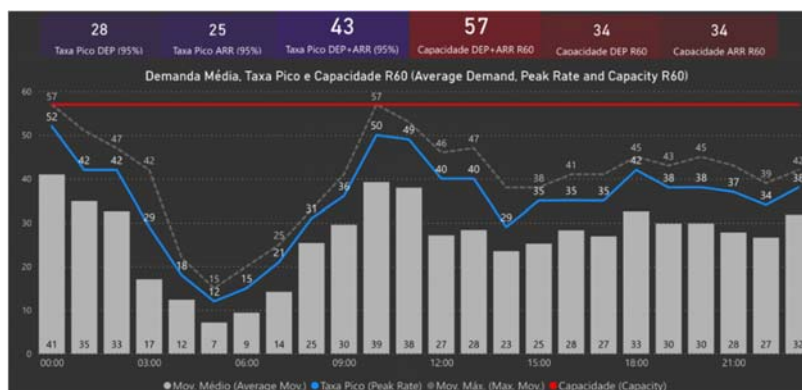 28 25 43 57 34 34
Taxa Pico DEP (95%) Taxa Pico ARR (95%) Taxa Pico DEP+ARR (95%) Capacidade DEP+ARR R60 Capacidade DEP R60 Capacidade ARR R60
Demanda Média, Taxa Pico e Capacidade R60 (Average Demand, Peak Rate and Capacity R60)
60
57 57
52
50
50 49
47 46 47 45 45
42 42 42 43 42
42
41 41
40
40 40
39
38 38 38 38
37
36
35 35 35
34
31
30
29 29
25
21
20
18
15 15
14
12
10
0
41 35 33 17 12 7 9 14 25 30 39 38 27 28 23 25 28 27 33 30 30 28 27 32
00:00 03:00 06:00 09:00 12:00 15:00 18:00 21:00
Mov. Médio (Average Mov.) Taxa Pico (Peak Rate) Mov. Máx. (Max. Mov.) Capacidade (Capacity)